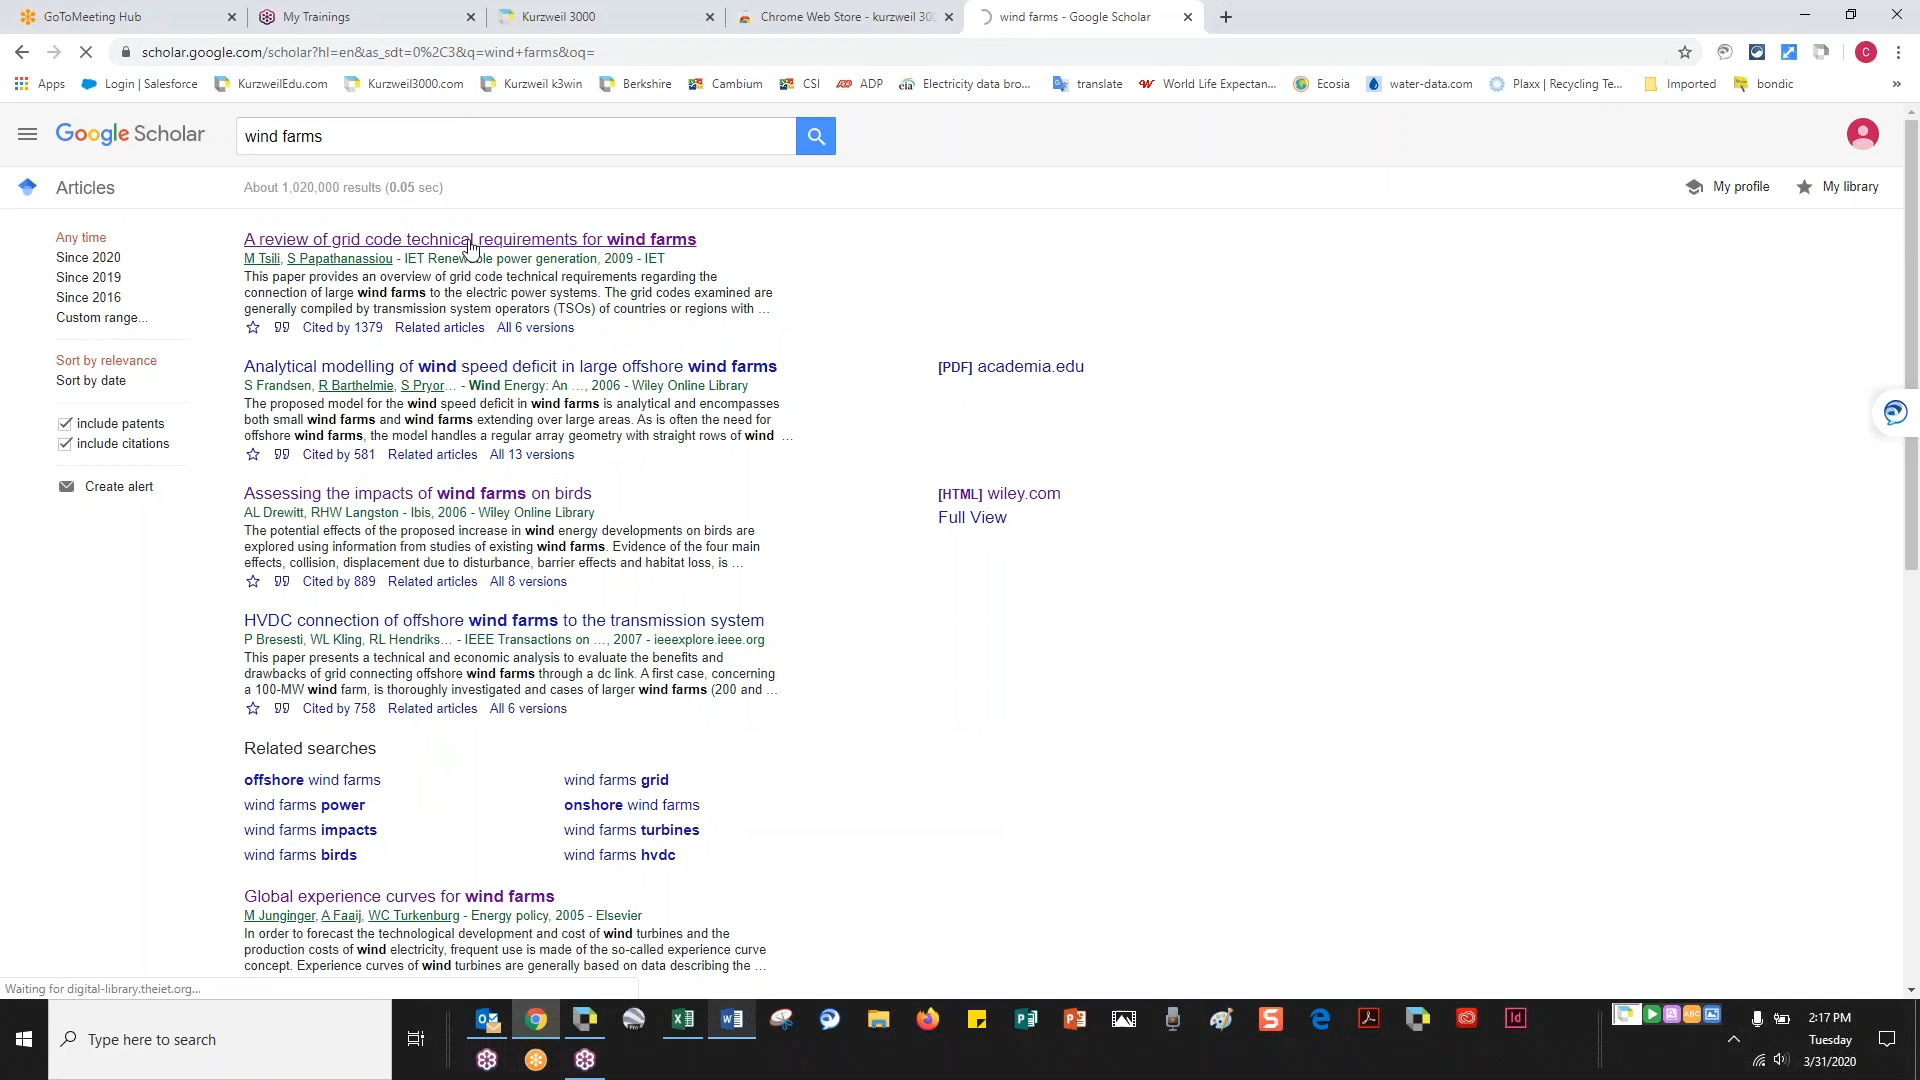 GoToMeeting Hub
My Trainings
Kurzweil 3000
Chrome Web Store - kurzweil 30
wind farms - Google Scholar
scholar.google.com/scholar?hl=en&as_sdt=0%2C3&q=wind+farms&oq=
C
Apps
Login | Salesforce
KurzweilEdu.com
Kurzweil3000.com
Kurzweil k3win
Berkshire
Cambium
CSI
ADP
eia
Electricity data bro...
translate
World Life Expectan...
Ecosia
water-data.com
Plaxx | Recycling Te...
Imported
bondic
»
Google Scholar
wind farms
Articles
About 1,020,000 results (0.05 sec)
My profile
My library
Any time
Since 2020
Since 2019
Since 2016
Custom range...
Sort by relevance
Sort by date
include patents
include citations
Create alert
A review of grid code technical requirements for wind farms
M Tsili, S Papathanassiou - IET Renewable power generation, 2009 - IET
This paper provides an overview of grid code technical requirements regarding the
connection of large wind farms to the electric power systems. The grid codes examined are
generally compiled by transmission system operators (TSOs) of countries or regions with ...
Cited by 1379 Related articles All 6 versions
Analytical modelling of wind speed deficit in large offshore wind farms
[PDF] academia.edu
S Frandsen, R Barthelmie, S Pryor... - Wind Energy: An ..., 2006 - Wiley Online Library
The proposed model for the wind speed deficit in wind farms is analytical and encompasses
both small wind farms and wind farms extending over large areas. As is often the need for
offshore wind farms, the model handles a regular array geometry with straight rows of wind ...
Cited by 581 Related articles All 13 versions
Assessing the impacts of wind farms on birds
[HTML] wiley.com
Full View
AL Drewitt, RHW Langston - Ibis, 2006 - Wiley Online Library
The potential effects of the proposed increase in wind energy developments on birds are
explored using information from studies of existing wind farms. Evidence of the four main
effects, collision, displacement due to disturbance, barrier effects and habitat loss, is ...
Cited by 889 Related articles All 8 versions
HVDC connection of offshore wind farms to the transmission system
P Bresesti, WL Kling, RL Hendriks... - IEEE Transactions on ..., 2007 - ieeexplore.ieee.org
This paper presents a technical and economic analysis to evaluate the benefits and
drawbacks of grid connecting offshore wind farms through a dc link. A first case, concerning
a 100-MW wind farm, is thoroughly investigated and cases of larger wind farms (200 and ...
Cited by 758 Related articles All 6 versions
Related searches
offshore wind farms
wind farms grid
wind farms power
onshore wind farms
wind farms impacts
wind farms turbines
wind farms birds
wind farms hvdc
Global experience curves for wind farms
M Junginger, A Faaij, WC Turkenburg - Energy policy, 2005 - Elsevier
In order to forecast the technological development and cost of wind turbines and the
production costs of wind electricity, frequent use is made of the so-called experience curve
concept. Experience curves of wind turbines are generally based on data describing the ...
Waiting for digital-library.theiet.org...
Type here to search
2:17 PM
Tuesday
3/31/2020